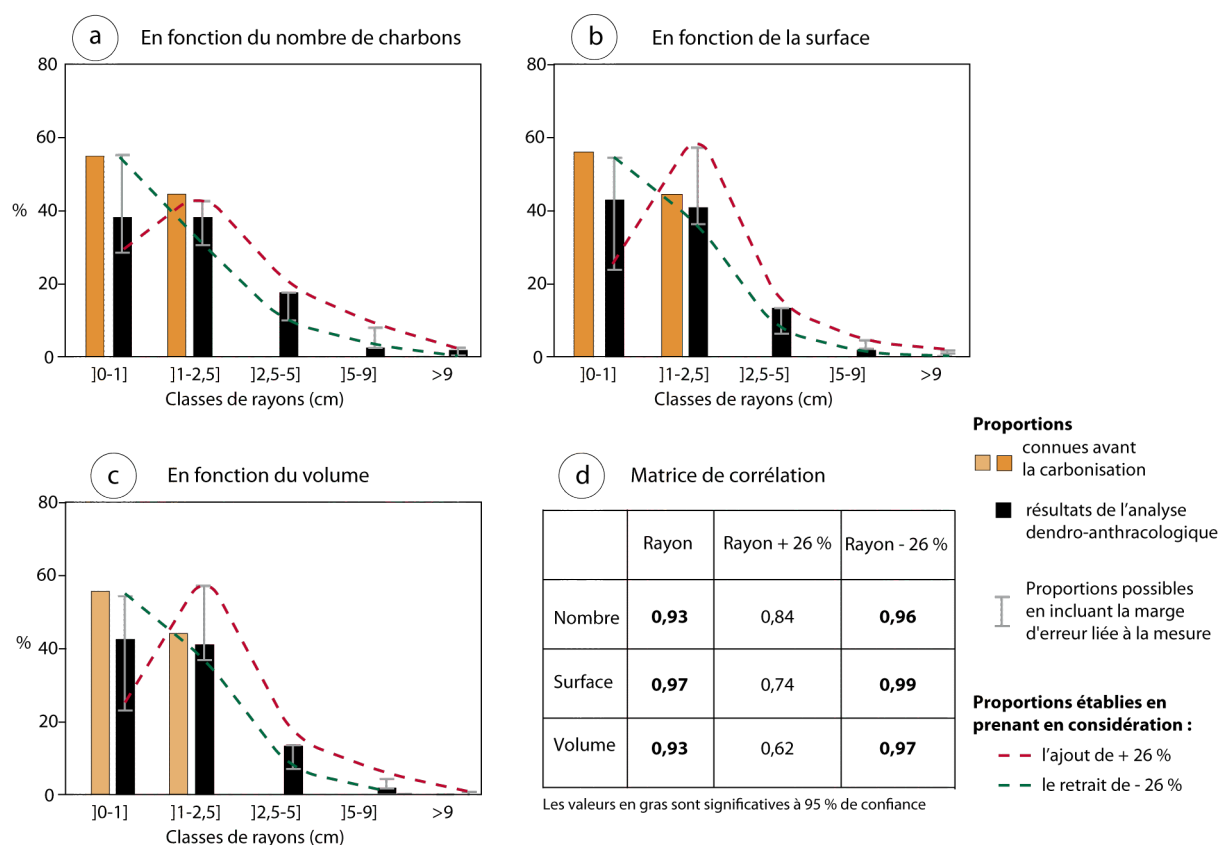 a En fonction du nombre de charbons
80
60
%
40
20
0
]0-1] ]1-2,5] ]2,5-5] ]5-9] >9
Classes de rayons (cm)
b En fonction de la surface
80
60
40
20
0
]0-1] ]1-2,5] ]2,5-5] ]5-9] >9
Classes de rayons (cm)
c En fonction du volume
80
60
%
40
20
0
]0-1] ]1-2,5] ]2,5-5] ]5-9] >9
Classes de rayons (cm)
d Matrice de corrélation
Rayon Rayon + 26 % Rayon - 26 %
Nombre 0,93 0,84 0,96
Surface 0,97 0,74 0,99
Volume 0,93 0,62 0,97
Les valeurs en gras sont significatives à 95 % de confiance
Proportions
connues avant
la carbonisation
résultats de l'analyse
dendro-anthracologique
Proportions possibles
en incluant la marge
d'erreur liée à la mesure
Proportions établies en
prenant en considération :
l'ajout de + 26 %
le retrait de - 26 %